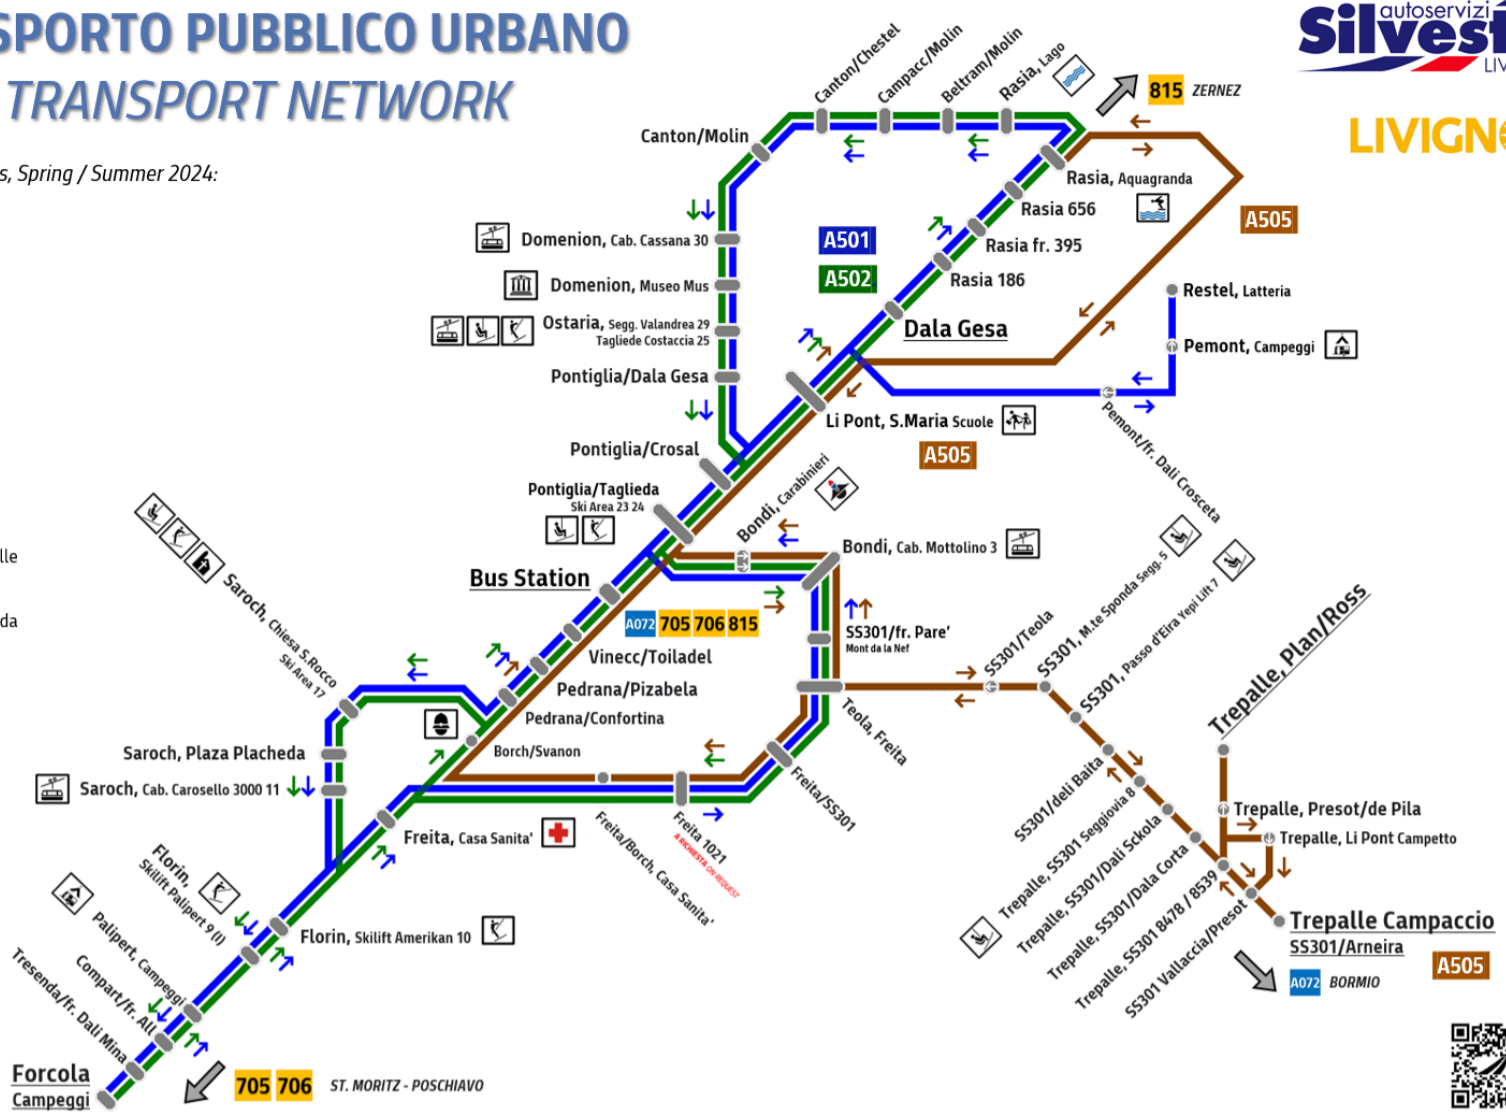 SPORTO PUBBLICO URBANO
TRANSPORT NETWORK
s, Spring / Summer 2024:
autoservizi
Silvest
LIV
LIVIGN
815 ZERNEZ
Canton/Chestel
Campacc/Molin
Beltram/Molin
Rasia, Lago
Canton/Molin
Rasia, Aquagranda
Rasia 656
Rasia fr. 395
Rasia 186
Dala Gesa
A501
A502
A505
Domenion, Cab. Cassana 30
Domenion, Museo Mus
Ostaria, Segg. Valandrea 29
Tagliede Costaccia 25
Pontiglia/Dala Gesa
Restel, Latteria
Pemont, Campeggi
Pemont/fr. Dali Crosceta
Li Pont, S.Maria Scuole
A505
Pontiglia/Crosal
Pontiglia/Taglieda
Ski Area 23 24
Bondi, Carabinieri
Bondi, Cab. Mottolino 3
lle
da
Bus Station
A072 705 706 815
SS301/fr. Pare'
Mont da la Nef
Vinecc/Toiladel
Pedrana/Pizabela
Pedrana/Confortina
Borch/Svanon
Saroch, Chiesa S.Rocco
Ski Area 17
Saroch, Plaza Placheda
Saroch, Cab. Carosello 3000 11
Teola, Freita
Freita/SS301
Freita 1021
A RICHIESTA ON REQUEST
Freita/Borch, Casa Sanita'
Freita, Casa Sanita'
SS301/Teola
SS301, M.te Sponda Segg. 5
SS301, Passo d'Eira Yepi Lift 7
Trepalle, Plan/Ross
SS301/deli Baita
Trepalle, SS301 Seggiovia 8
Trepalle, SS301/Dali Sckola
Trepalle, SS301/Dala Corta
Trepalle, SS301 8478 / 8539
SS301 Vallaccia/Presot
Trepalle, Presot/de Pila
Trepalle, Li Pont Campetto
Trepalle Campaccio
SS301/Arneira
A505
A072 BORMIO
Florin,
Skilift Palipert 9 (I)
Florin, Skilift Amerikan 10
Palipert, Campeggi
Compart/fr. All
Tresenda/fr. Dali Mina
Forcola
Campeggi
705 706 ST. MORITZ - POSCHIAVO